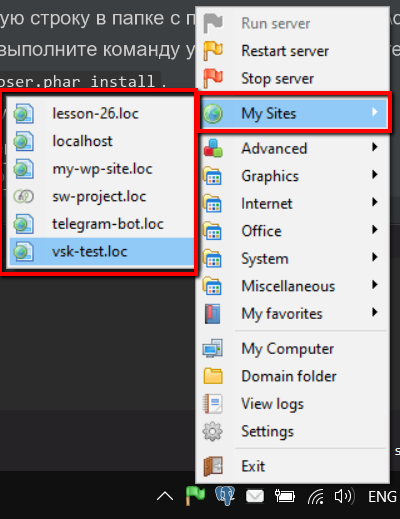 ую строку в папке с п
выполните команду у
oser.phar install.
Run server
Restart server
Stop server
My Sites
lesson-26.loc
localhost
my-wp-site.loc
sw-project.loc
telegram-bot.loc
vsk-test.loc
Advanced
Graphics
Internet
Office
System
Miscellaneous
My favorites
My Computer
Domain folder
View logs
Settings
Exit
ENG